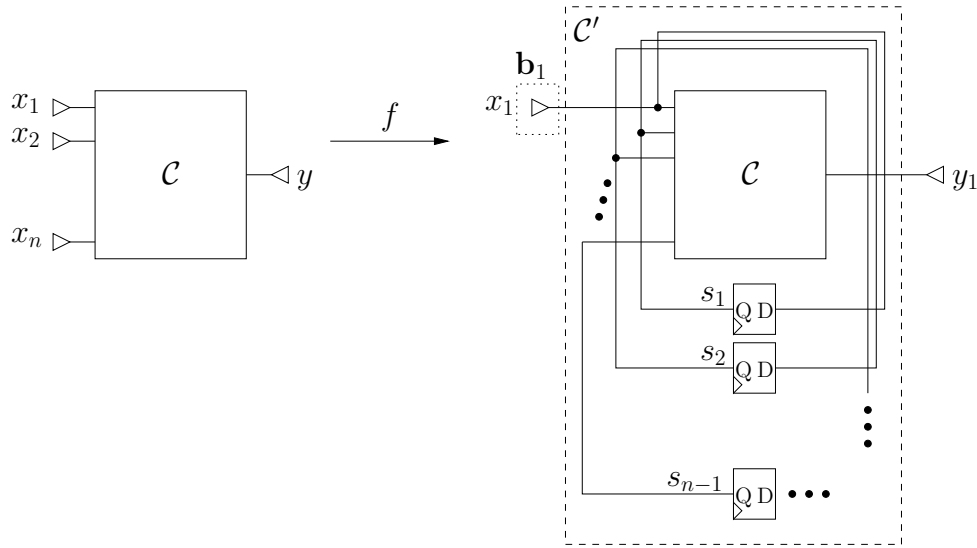 x₁
x₂
xₙ
𝒞
y
f
𝒞′
b₁
x₁
𝒞
y₁
s₁ Q D
s₂ Q D
sₙ₋₁ Q D